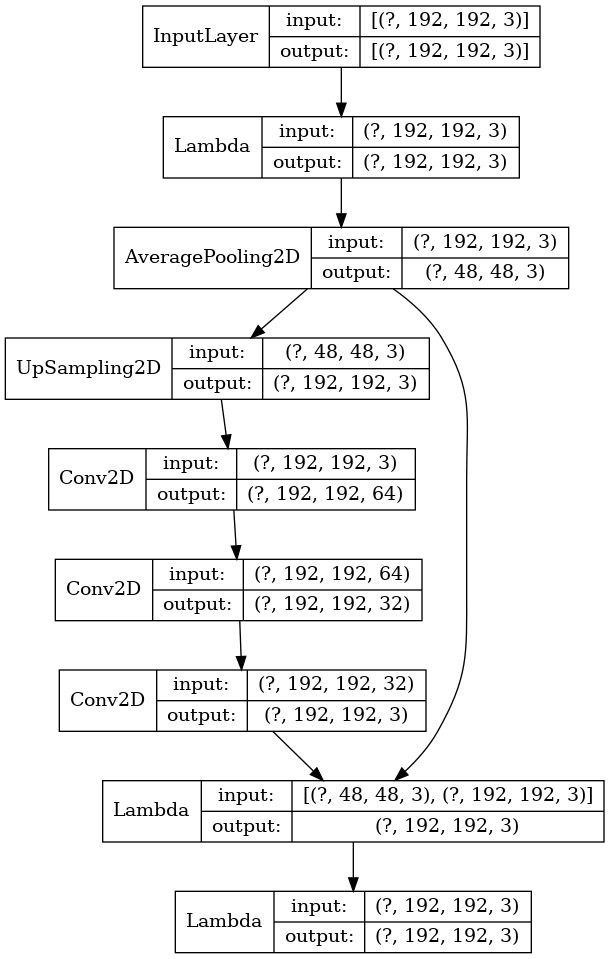 InputLayer input: [(?, 192, 192, 3)]
output: [(?, 192, 192, 3)]
Lambda input: (?, 192, 192, 3)
output: (?, 192, 192, 3)
AveragePooling2D input: (?, 192, 192, 3)
output: (?, 48, 48, 3)
UpSampling2D input: (?, 48, 48, 3)
output: (?, 192, 192, 3)
Conv2D input: (?, 192, 192, 3)
output: (?, 192, 192, 64)
Conv2D input: (?, 192, 192, 64)
output: (?, 192, 192, 32)
Conv2D input: (?, 192, 192, 32)
output: (?, 192, 192, 3)
Lambda input: [(?, 48, 48, 3), (?, 192, 192, 3)]
output: (?, 192, 192, 3)
Lambda input: (?, 192, 192, 3)
output: (?, 192, 192, 3)